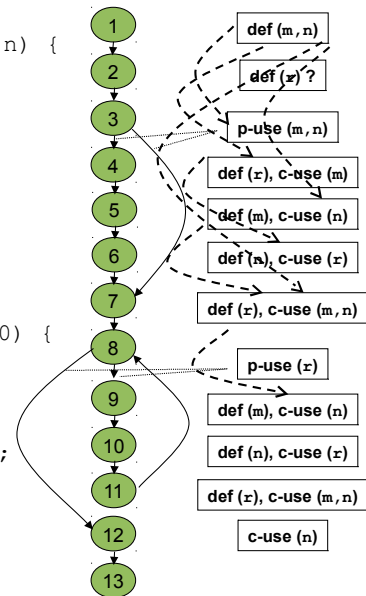 1
def (m,n)
n) {
2
def (r) ?
3
p-use (m,n)
4
def (r), c-use (m)
5
def (m), c-use (n)
6
def (n), c-use (r)
7
def (r), c-use (m,n)
0) {
8
p-use (r)
9
def (m), c-use (n)
10
def (n), c-use (r)
;
11
def (r), c-use (m,n)
12
c-use (n)
13